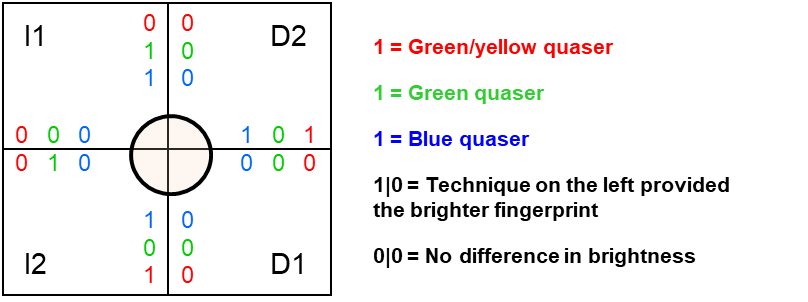 I1 0 0 D2
1 0
1 0
1 = Green/yellow quaser
1 = Green quaser
0 0 0 1 0 1
0 1 0 0 0 0
1 = Blue quaser
1|0 = Technique on the left provided
the brighter fingerprint
1 0
0 0
I2 1 0 D1
0|0 = No difference in brightness